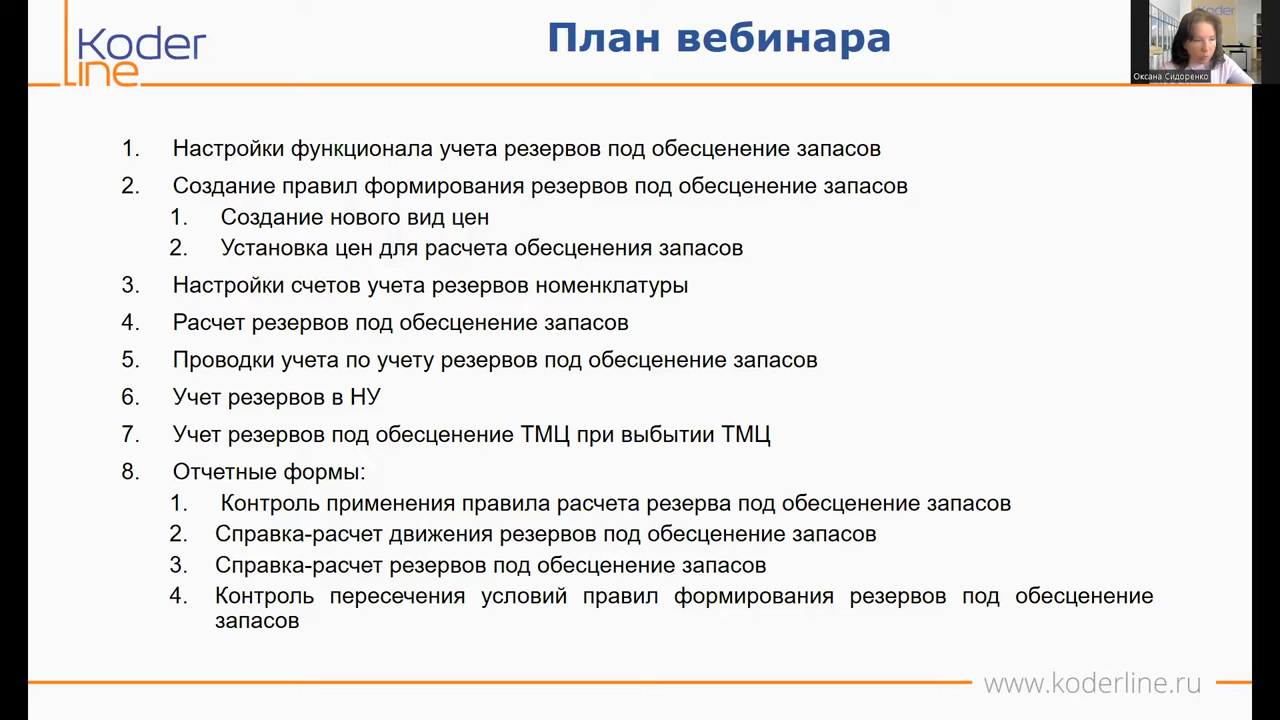 Koder
line
План вебинара
Koder
Оксана Сидоренко
1. Настройки функционала учета резервов под обесценение запасов
2. Создание правил формирования резервов под обесценение запасов
1. Создание нового вид цен
2. Установка цен для расчета обесценения запасов
3. Настройки счетов учета резервов номенклатуры
4. Расчет резервов под обесценение запасов
5. Проводки учета по учету резервов под обесценение запасов
6. Учет резервов в НУ
7. Учет резервов под обесценение ТМЦ при выбытии ТМЦ
8. Отчетные формы:
1. Контроль применения правила расчета резерва под обесценение запасов
2. Справка-расчет движения резервов под обесценение запасов
3. Справка-расчет резервов под обесценение запасов
4. Контроль пересечения условий правил формирования резервов под обесценение
запасов
www.koderline.ru